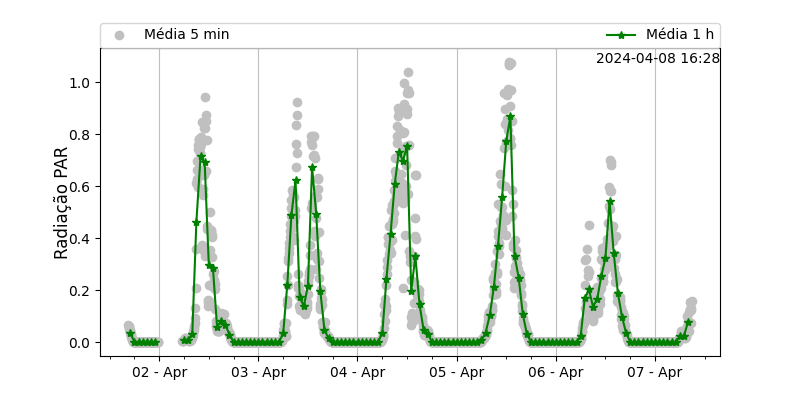 Média 5 min
Média 1 h
2024-04-08 16:28
Radiação PAR
1.0
0.8
0.6
0.4
0.2
0.0
02 - Apr
03 - Apr
04 - Apr
05 - Apr
06 - Apr
07 - Apr